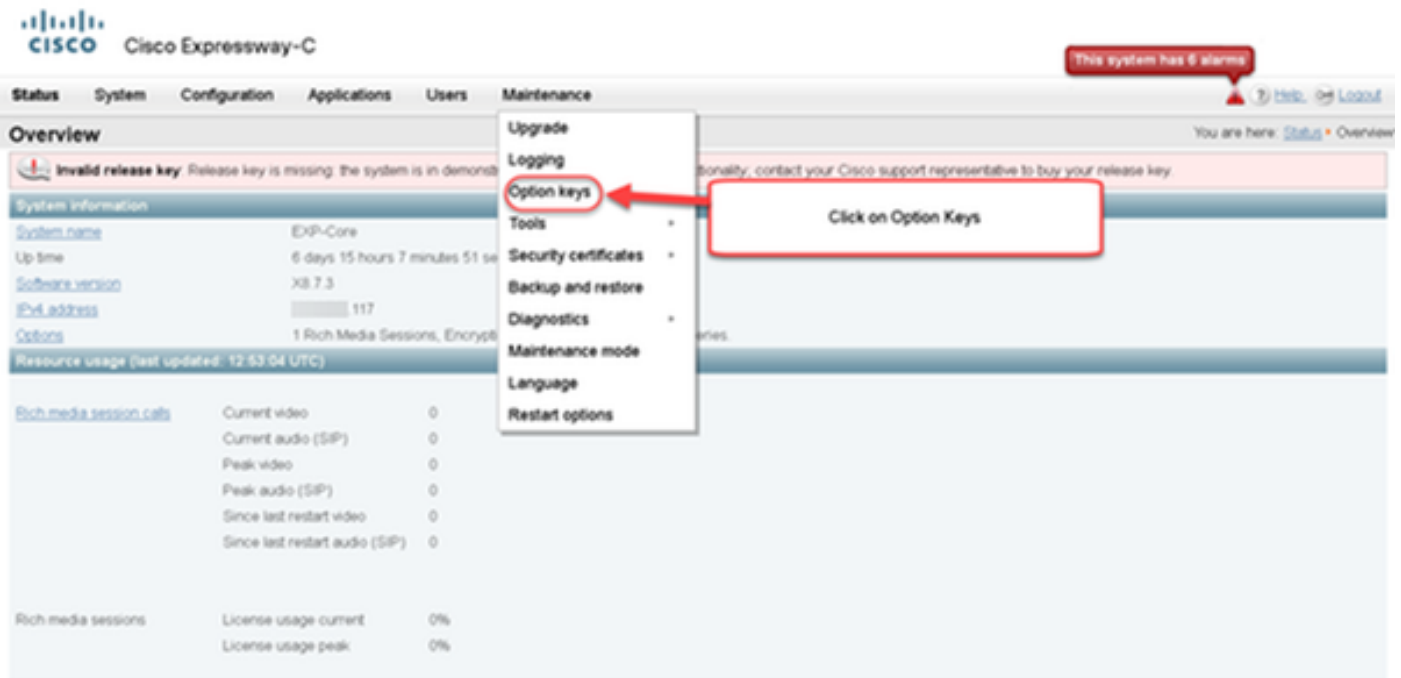 CISCO Cisco Expressway-C
This system has 6 alarms
Status System Configuration Applications Users Maintenance
Help Logout
Overview
You are here: Status Overview
Invalid release key: Release key is missing: the system is in demonst
onality; contact your Cisco support representative to buy your release key.
Upgrade
Logging
Option keys
Tools
Security certificates
Backup and restore
Diagnostics
Maintenance mode
Language
Restart options
Click on Option Keys
System information
System name EXP-Core
Up time 6 days 15 hours 7 minutes 51 se
Software version X8.7.3
IPv4 address .117
Options 1 Rich Media Sessions, Encrypti eries.
Resource usage (last updated: 12:53:04 UTC)
Rich media session calls Current video 0
Current audio (SIP) 0
Peak video 0
Peak audio (SIP) 0
Since last restart video 0
Since last restart audio (SIP) 0
Rich media sessions License usage current 0%
License usage peak 0%